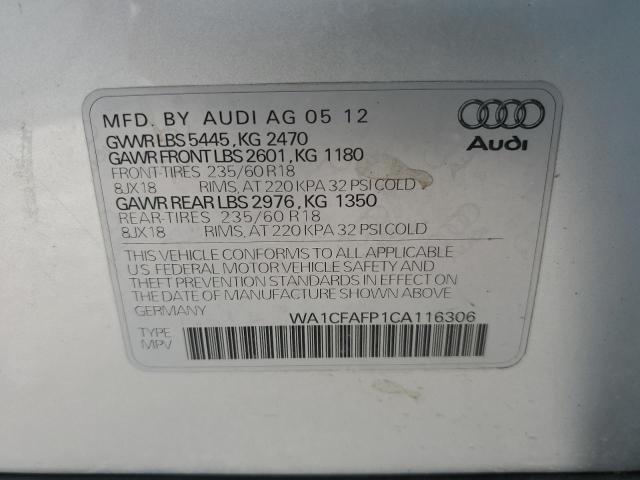 MFD. BY AUDI AG 05 12
GWWR LBS 5445, KG 2470
GAWR FRONT LBS 2601, KG 1180
FRONT-TIRES 235/60 R18
8JX18 RIMS, AT 220 KPA 32 PSI COLD
GAWR REAR LBS 2976, KG 1350
REAR-TIRES 235/60 R18
8JX18 RIMS, AT 220 KPA 32 PSI COLD
Audi
THIS VEHICLE CONFORMS TO ALL APPLICABLE
US FEDERAL MOTOR VEHICLE SAFETY AND
THEFT PREVENTION STANDARDS IN EFFECT ON
THE DATE OF MANUFACTURE SHOWN ABOVE
GERMANY
WA1CFAFP1CA116306
TYPE
MPV